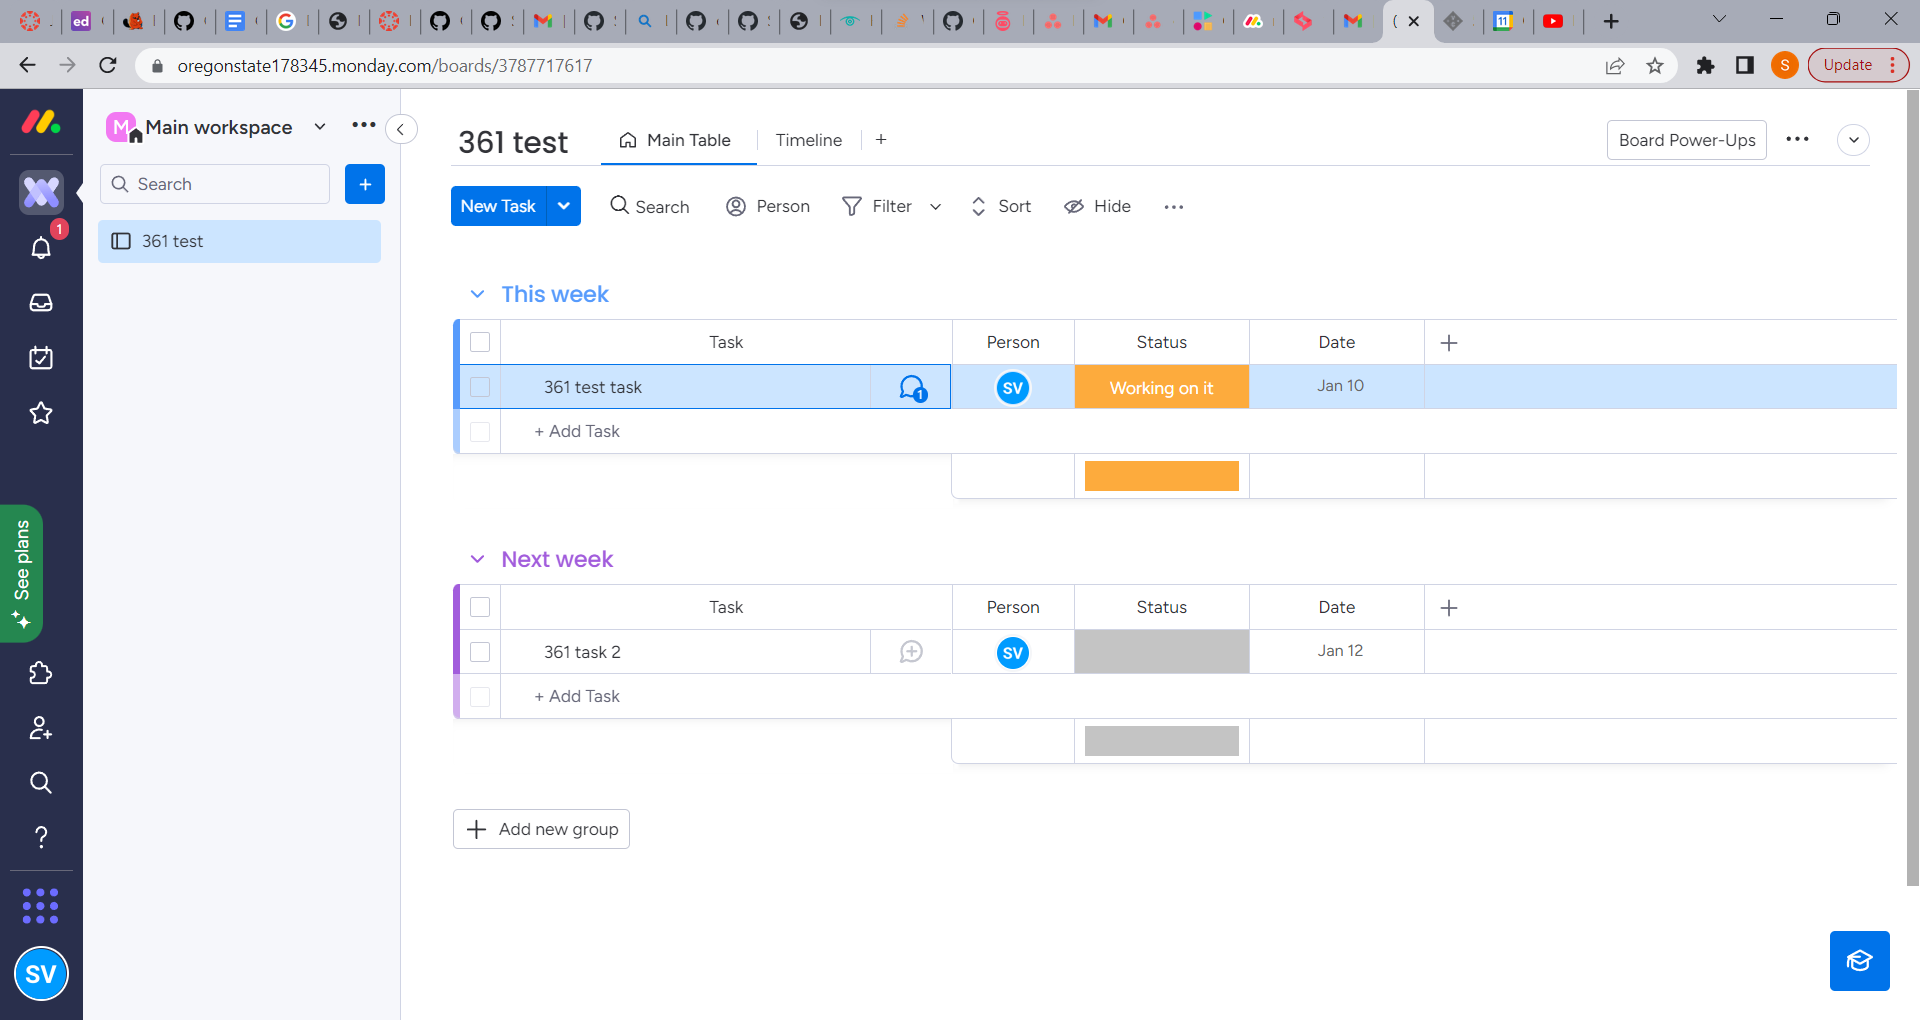 ed
11
oregonstate178345.monday.com/boards/3787717617
S
Update
M
Main workspace
Search
+
361 test
1
See plans
SV
361 test
Main Table
Timeline
+
Board Power-Ups
New Task
Search
Person
Filter
Sort
Hide
This week
Task
Person
Status
Date
361 test task
1
SV
Working on it
Jan 10
+ Add Task
Next week
Task
Person
Status
Date
361 task 2
SV
Jan 12
+ Add Task
Add new group